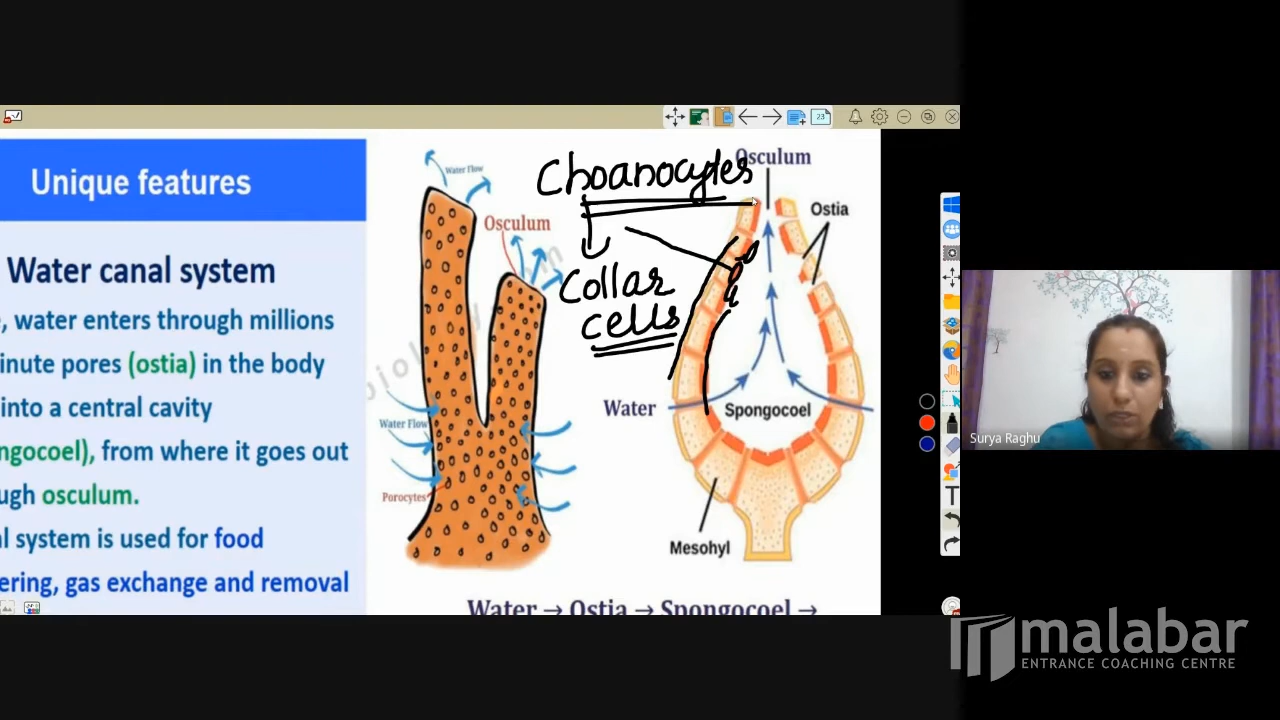 23
Unique features
Water canal system
e, water enters through millions
inute pores (ostia) in the body
into a central cavity
ngocoel), from where it goes out
ugh osculum.
al system is used for food
ering, gas exchange and removal
Water Flow
Osculum
Water Flow
Porocytes
Choanocytes
Collar
cells
Osculum
Ostia
Water
Spongocoel
Mesohyl
Water → Ostia → Spongocoel →
T
Surya Raghu
malabar
ENTRANCE COACHING CENTRE